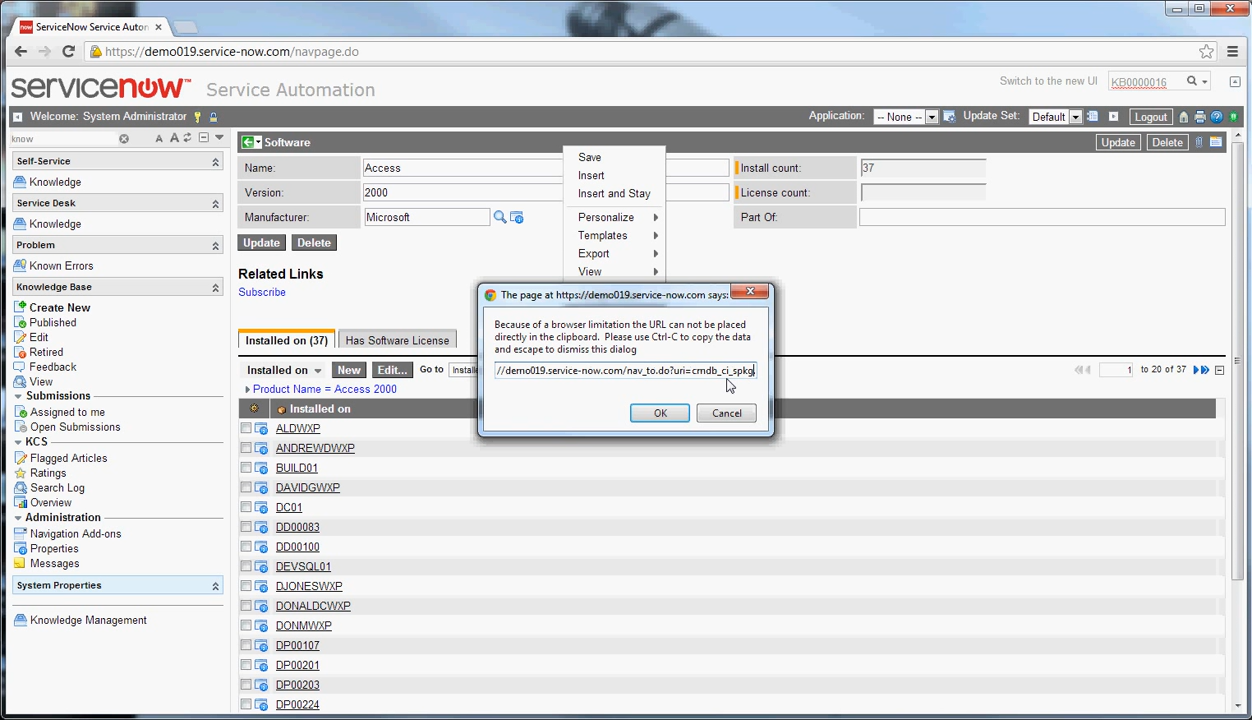 ServiceNow Service Auton
https://demo019.service-now.com/navpage.do
servicenow™ Service Automation
Switch to the new UI
KB0000016
Welcome: System Administrator
Application:
-- None --
Update Set:
Default
Logout
know
A A
Self-Service
Knowledge
Service Desk
Knowledge
Problem
Known Errors
Knowledge Base
Create New
Published
Edit
Retired
Feedback
View
Submissions
Assigned to me
Open Submissions
KCS
Flagged Articles
Ratings
Search Log
Overview
Administration
Navigation Add-ons
Properties
Messages
System Properties
Knowledge Management
Software
Update
Delete
Name:
Access
Install count:
37
Version:
2000
License count:
Manufacturer:
Microsoft
Part Of:
Update
Delete
Save
Insert
Insert and Stay
Personalize
Templates
Export
View
Related Links
Subscribe
The page at https://demo019.service-now.com says:
Because of a browser limitation the URL can not be placed
directly in the clipboard. Please use Ctrl-C to copy the data
and escape to dismiss this dialog
//demo019.service-now.com/nav_to.do?uri=cmdb_ci_spkg.
OK
Cancel
Installed on (37)
Has Software License
Installed on
New
Edit...
Go to
Installe
1 to 20 of 37
Product Name = Access 2000
Installed on
ALDWXP
ANDREWDWXP
BUILD01
DAVIDGWXP
DC01
DD00083
DD00100
DEVSQL01
DJONESWXP
DONALDCWXP
DONMWXP
DP00107
DP00201
DP00203
DP00224